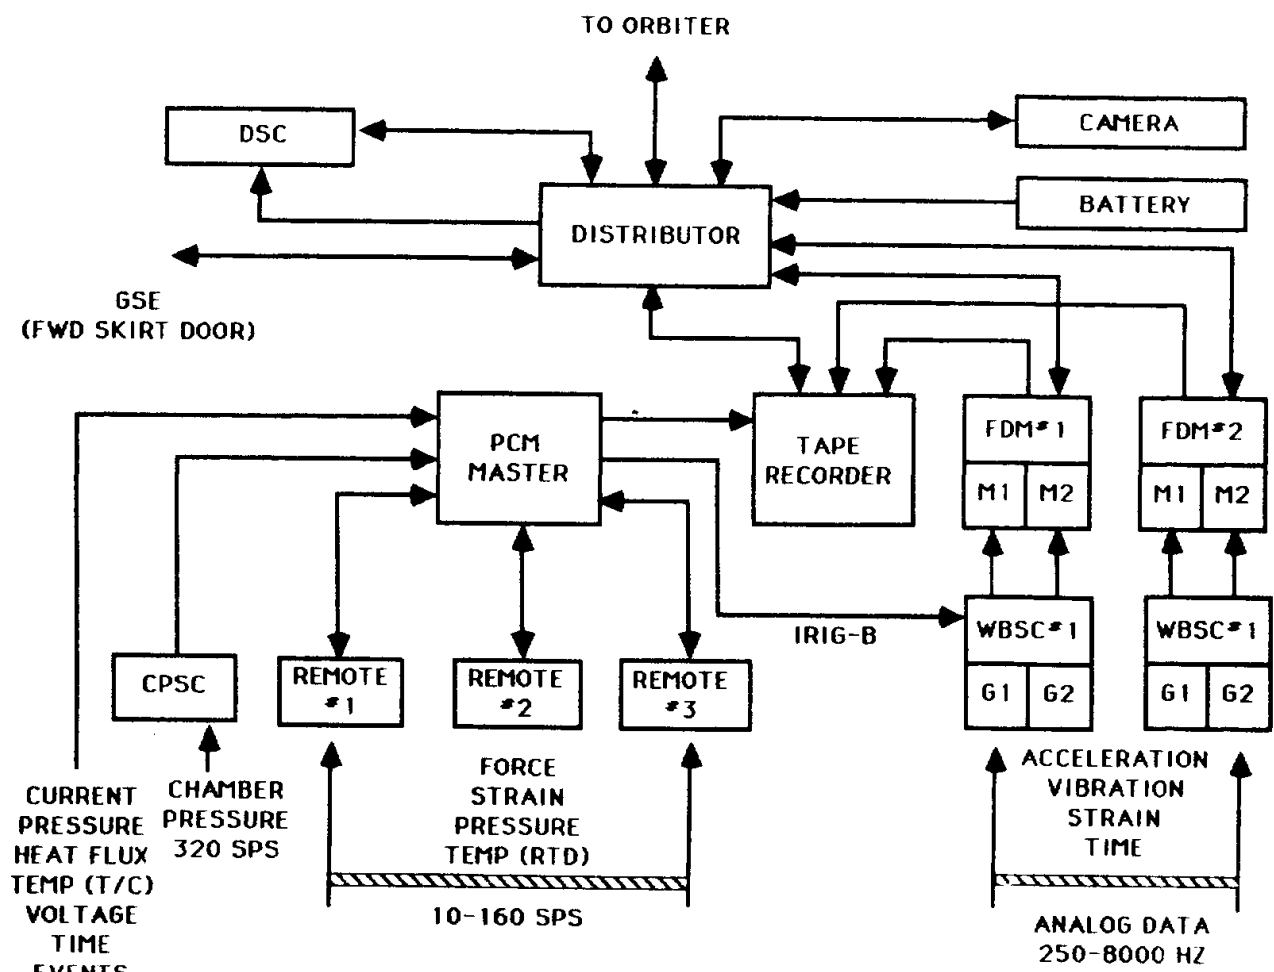 TO ORBITER
DSC
CAMERA
BATTERY
DISTRIBUTOR
GSE
(FWD SKIRT DOOR)
PCM
MASTER
TAPE
RECORDER
FDM#1
M1 M2
FDM#2
M1 M2
IRIG-B
WBSC#1
G1 G2
WBSC#1
G1 G2
CPSC
REMOTE
#1
REMOTE
#2
REMOTE
#3
CURRENT
PRESSURE
HEAT FLUX
TEMP (T/C)
VOLTAGE
TIME
EVENTS
CHAMBER
PRESSURE
320 SPS
FORCE
STRAIN
PRESSURE
TEMP (RTD)
10-160 SPS
ACCELERATION
VIBRATION
STRAIN
TIME
ANALOG DATA
250-8000 HZ